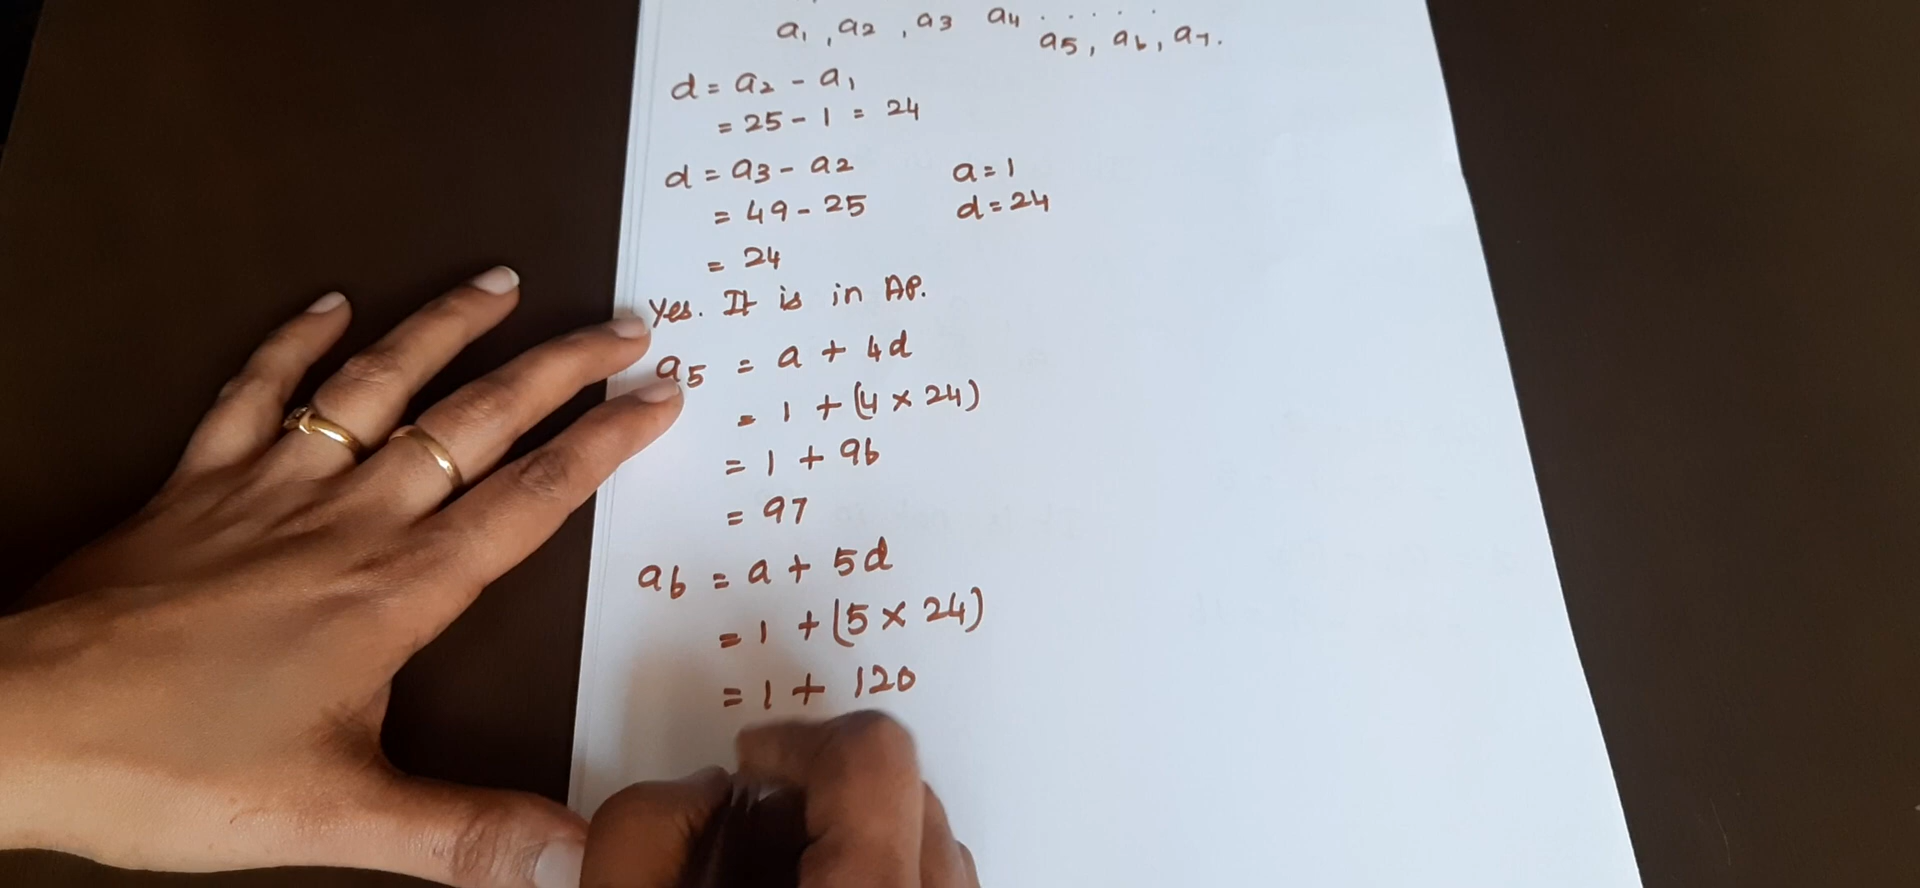 a1, a2, a3 a4 . . . . .
a5, a6, a7.
d = a2 - a1
= 25 - 1 = 24
d = a3 - a2
= 49 - 25
= 24
a = 1
d = 24
Yes. It is in AP.
a5 = a + 4d
= 1 + (4 × 24)
= 1 + 96
= 97
a6 = a + 5d
= 1 + (5 × 24)
= 1 + 120